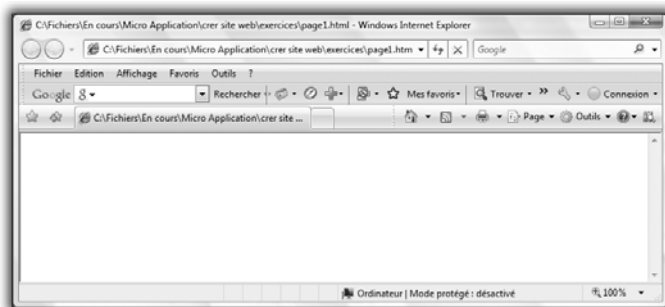 C:\Fichiers\En cours\Micro Application\crer site web\exercices\page1.html - Windows Internet Explorer
C:\Fichiers\En cours\Micro Application\crer site web\exercices\page1.htm Google
Fichier Edition Affichage Favoris Outils ?
Google Rechercher Mes favoris Trouver Connexion
C:\Fichiers\En cours\Micro Application\crer site ... Page Outils
Ordinateur | Mode protégé : désactivé 100%